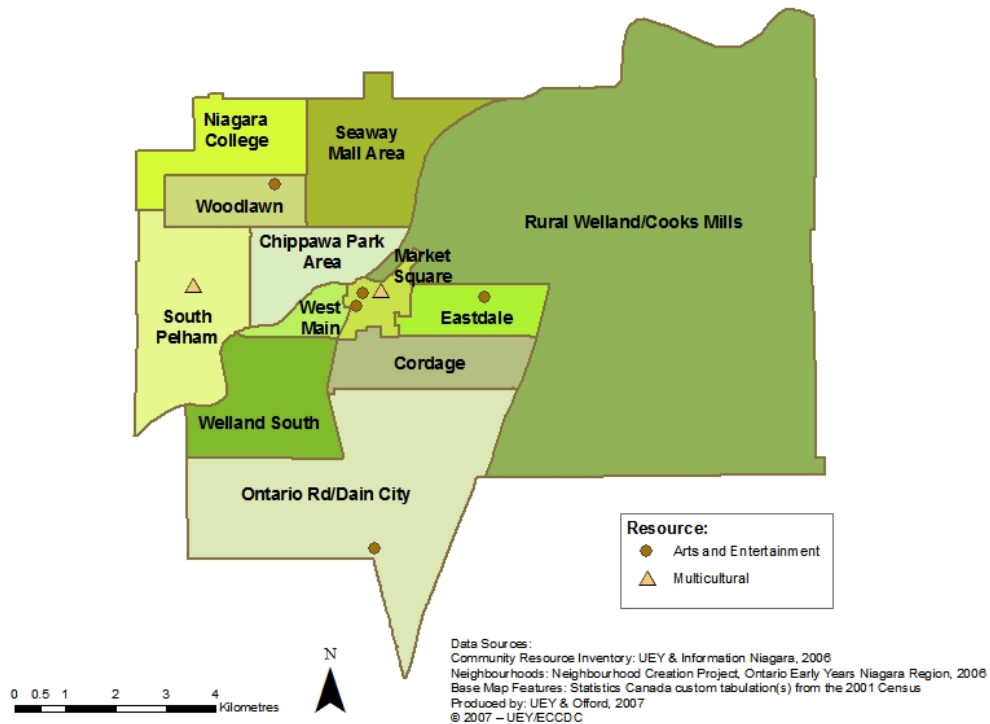 Niagara
College
Seaway
Mall Area
Woodlawn
Rural Welland/Cooks Mills
Chippawa Park
Area
Market
Square
South
Pelham
West
Main
Eastdale
Cordage
Welland South
Ontario Rd/Dain City
Resource:
Arts and Entertainment
Multicultural
N
0 0.5 1 2 3 4
Kilometres
Data Sources:
Community Resource Inventory: UEY & Information Niagara, 2006
Neighbourhoods: Neighbourhood Creation Project, Ontario Early Years Niagara Region, 2006
Base Map Features: Statistics Canada custom tabulation(s) from the 2001 Census
Produced by: UEY & Offord, 2007
© 2007 – UEY/ECCDC